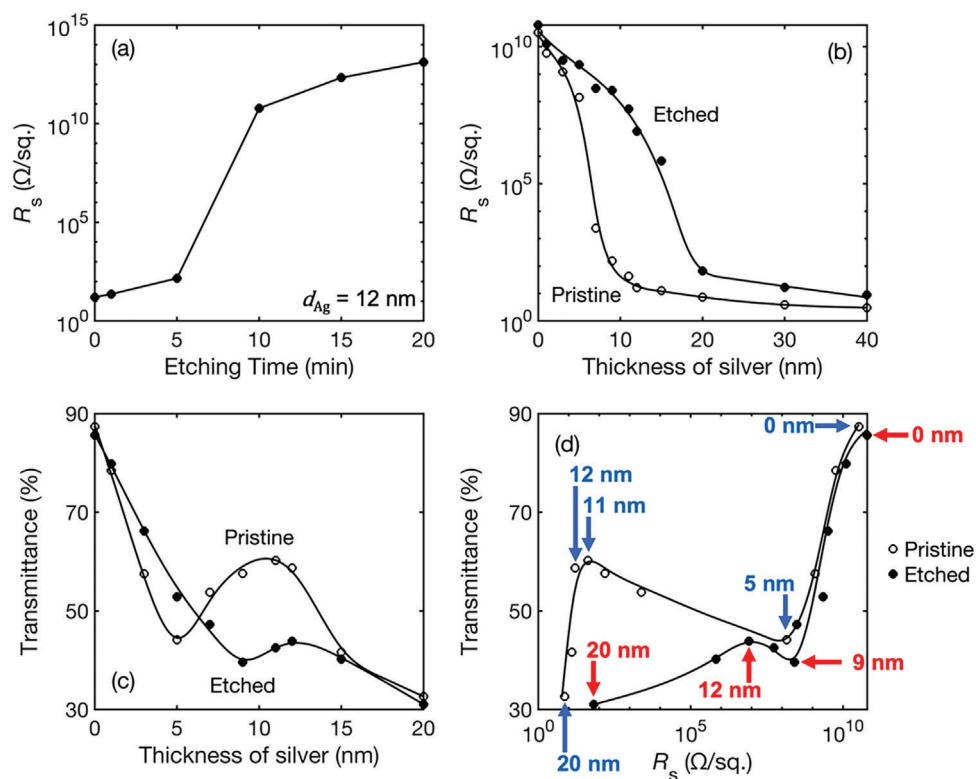 (a)
10^15
10^10
10^5
10^0
R_s (Ω/sq.)
d_Ag = 12 nm
0 5 10 15 20
Etching Time (min)
(b)
10^10
10^5
10^0
R_s (Ω/sq.)
Etched
Pristine
0 10 20 30 40
Thickness of silver (nm)
90
70
50
30
Transmittance (%)
Pristine
Etched
(c)
0 5 10 15 20
Thickness of silver (nm)
90
70
50
30
Transmittance (%)
(d)
0 nm
0 nm
12 nm
11 nm
5 nm
20 nm
12 nm
9 nm
20 nm
Pristine
Etched
10^0 10^5 10^10
R_s (Ω/sq.)